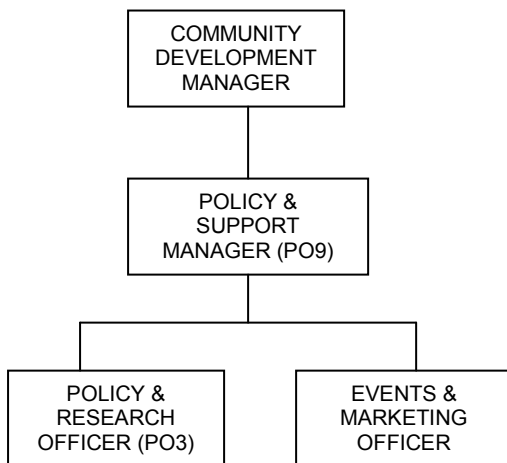 COMMUNITY
DEVELOPMENT
MANAGER
POLICY &
SUPPORT
MANAGER (PO9)
POLICY &
RESEARCH
OFFICER (PO3)
EVENTS &
MARKETING
OFFICER